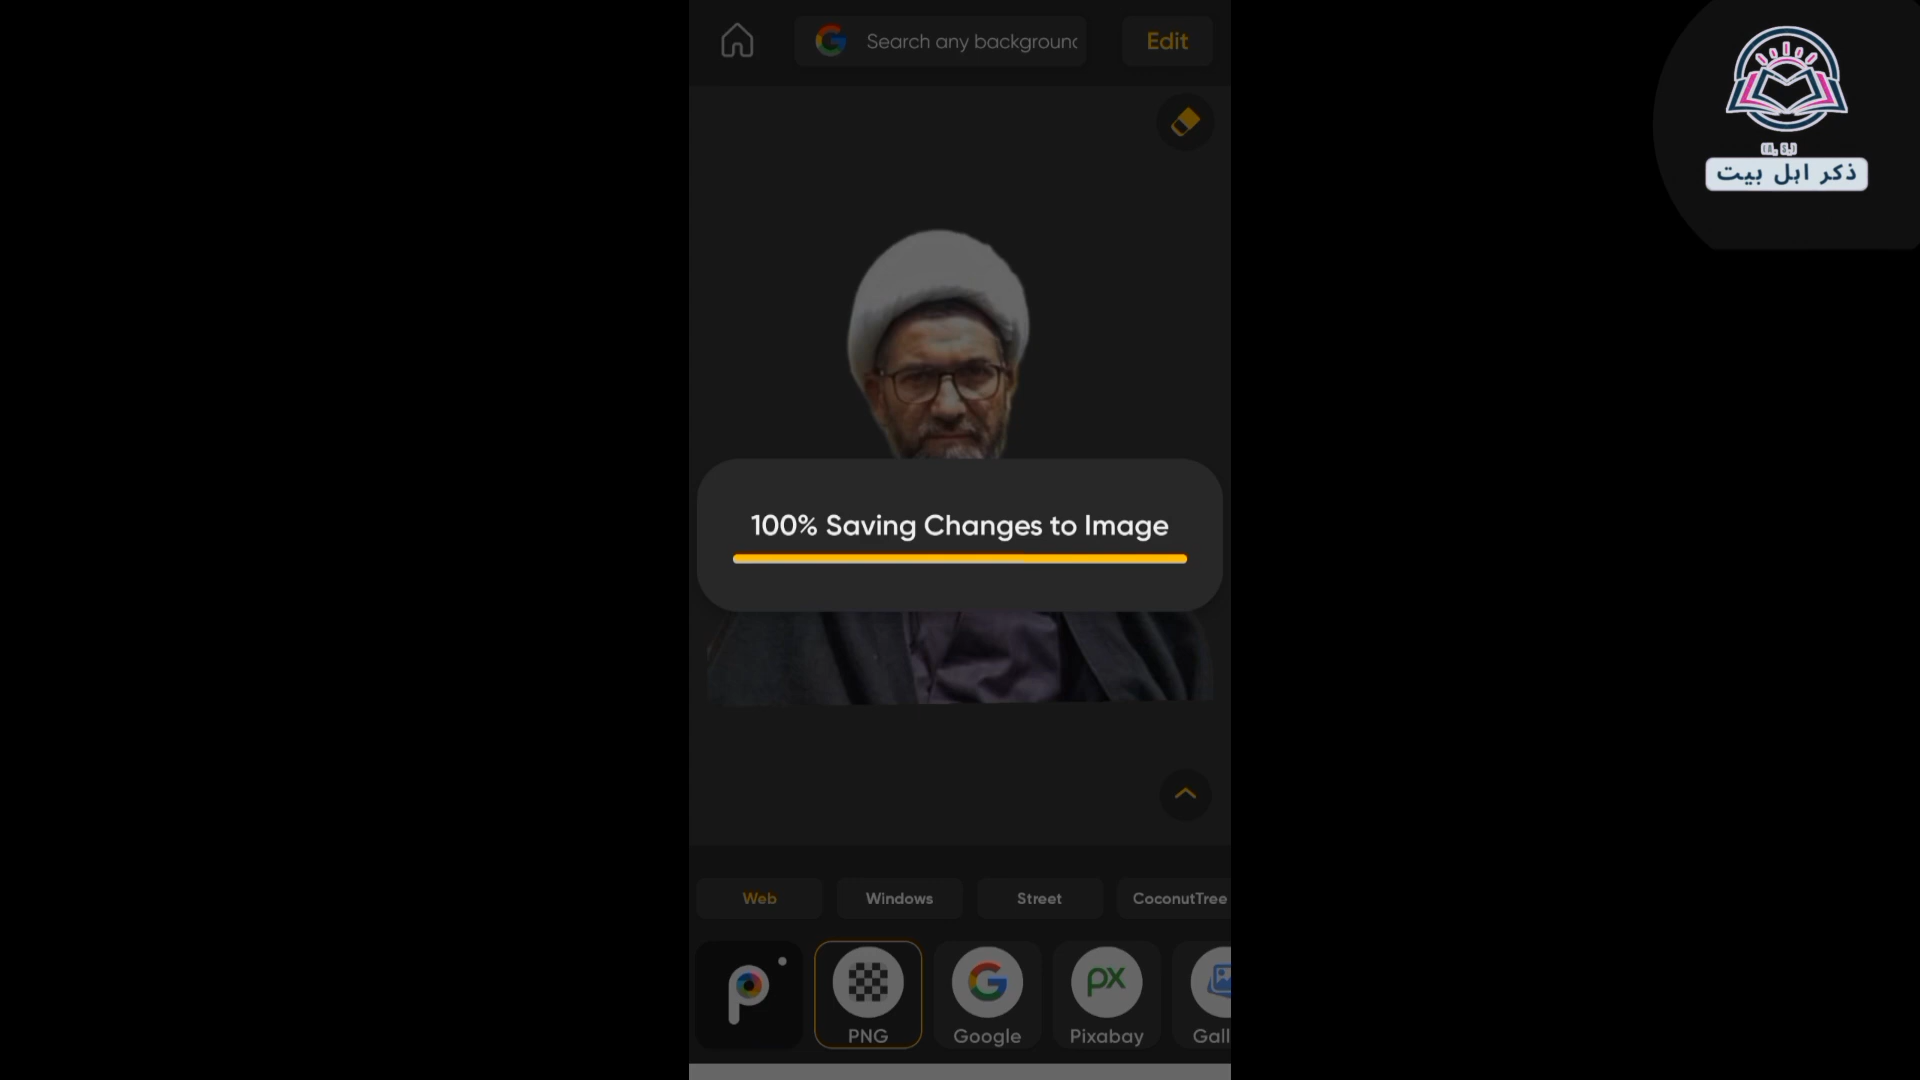 Search any backgroun
Edit
(A, S,)
ذکر اہل بیت
100% Saving Changes to Image
Web
Windows
Street
CoconutTree
PNG
Google
px
Pixabay
Gall